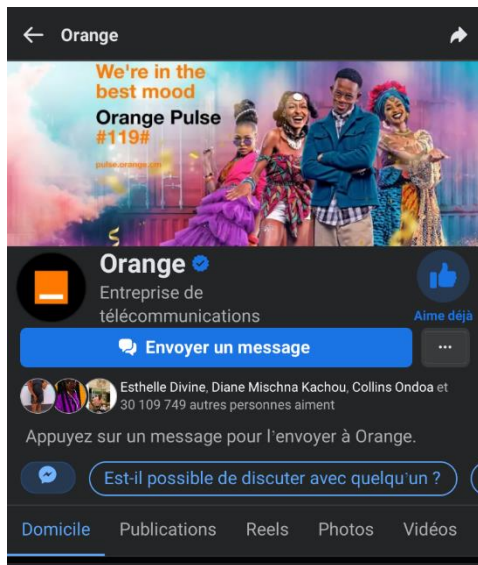 Orange
We're in the
best mood
Orange Pulse
#119#
pulse.orange.cm
Orange
Entreprise de
télécommunications
Aime déjà
Envoyer un message
Esthelle Divine, Diane Mischna Kachou, Collins Ondoa et
30 109 749 autres personnes aiment
Appuyez sur un message pour l'envoyer à Orange.
Est-il possible de discuter avec quelqu'un ?
Domicile Publications Reels Photos Vidéos